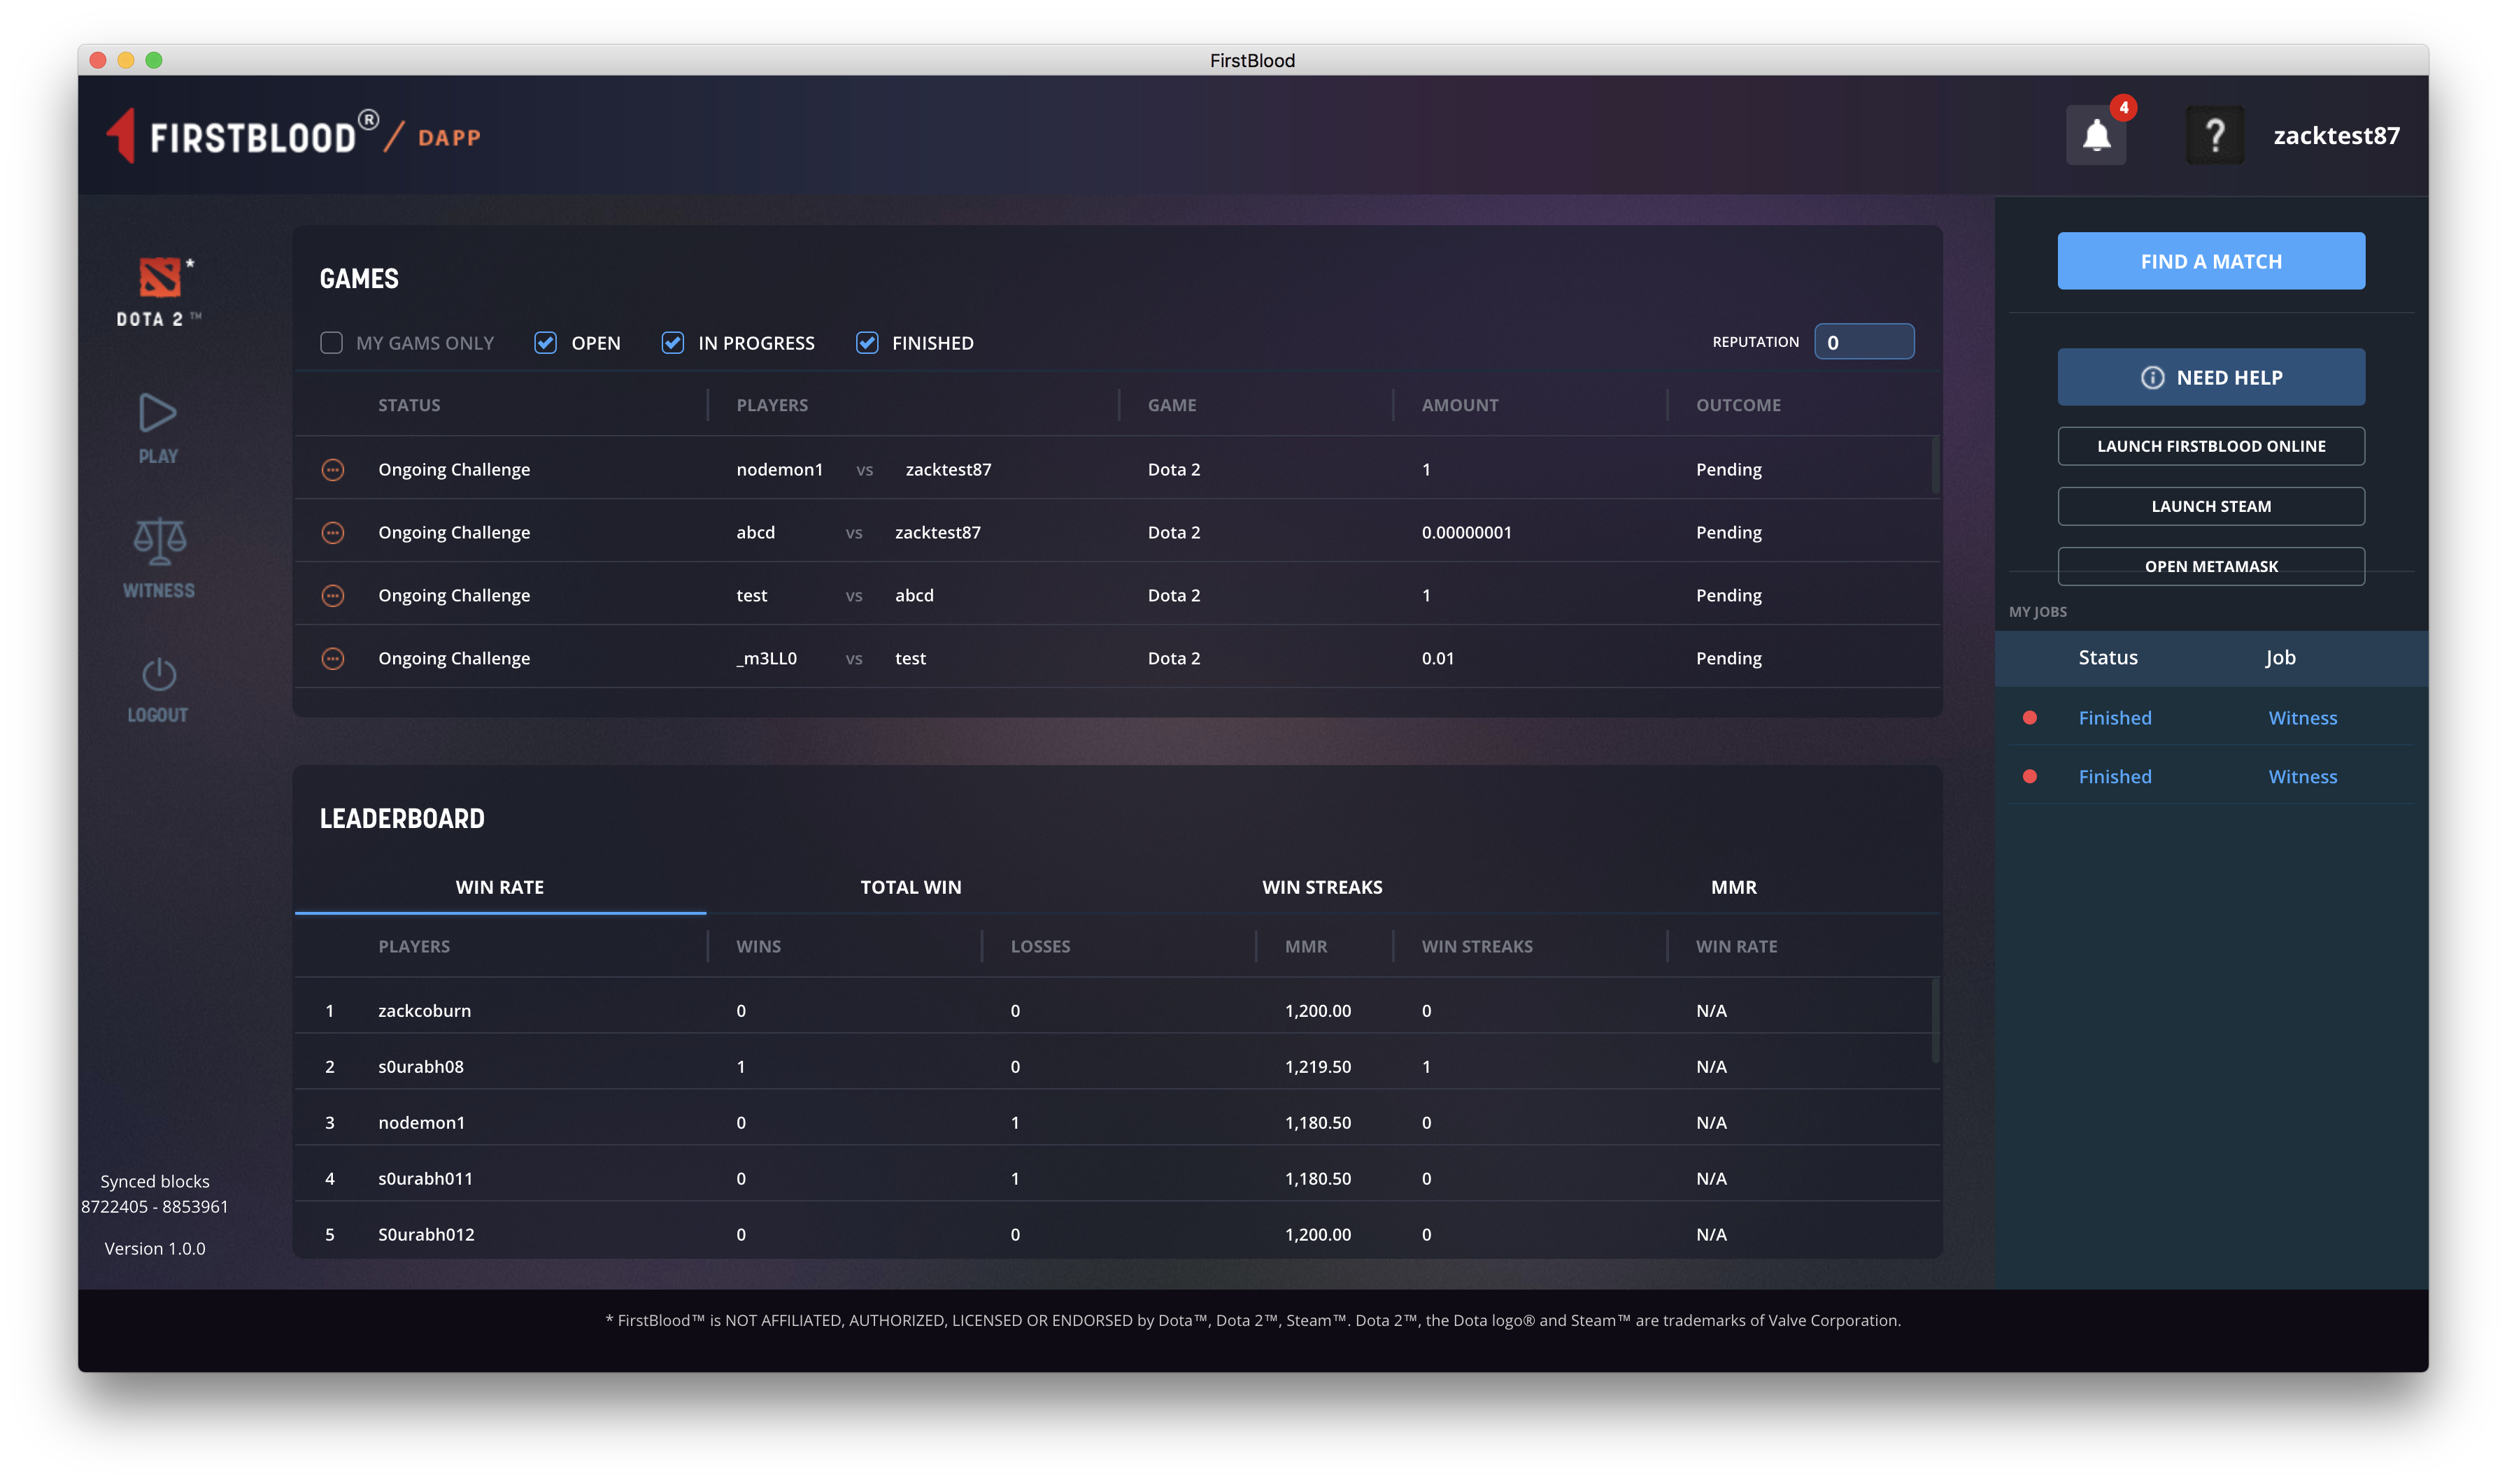 FirstBlood
FIRSTBLOOD® / DAPP
4
?
zacktest87
*
DOTA 2 ™
PLAY
WITNESS
LOGOUT
Synced blocks
8722405 - 8853961
Version 1.0.0
GAMES
MY GAMS ONLY OPEN IN PROGRESS FINISHED REPUTATION 0
STATUS PLAYERS GAME AMOUNT OUTCOME
Ongoing Challenge nodemon1 vs zacktest87 Dota 2 1 Pending
Ongoing Challenge abcd vs zacktest87 Dota 2 0.00000001 Pending
Ongoing Challenge test vs abcd Dota 2 1 Pending
Ongoing Challenge _m3LL0 vs test Dota 2 0.01 Pending
LEADERBOARD
WIN RATE TOTAL WIN WIN STREAKS MMR
PLAYERS WINS LOSSES MMR WIN STREAKS WIN RATE
1 zackcoburn 0 0 1,200.00 0 N/A
2 s0urabh08 1 0 1,219.50 1 N/A
3 nodemon1 0 1 1,180.50 0 N/A
4 s0urabh011 0 1 1,180.50 0 N/A
5 S0urabh012 0 0 1,200.00 0 N/A
FIND A MATCH
NEED HELP
LAUNCH FIRSTBLOOD ONLINE
LAUNCH STEAM
OPEN METAMASK
MY JOBS
Status Job
Finished Witness
Finished Witness
* FirstBlood™ is NOT AFFILIATED, AUTHORIZED, LICENSED OR ENDORSED by Dota™, Dota 2™, Steam™. Dota 2™, the Dota logo® and Steam™ are trademarks of Valve Corporation.